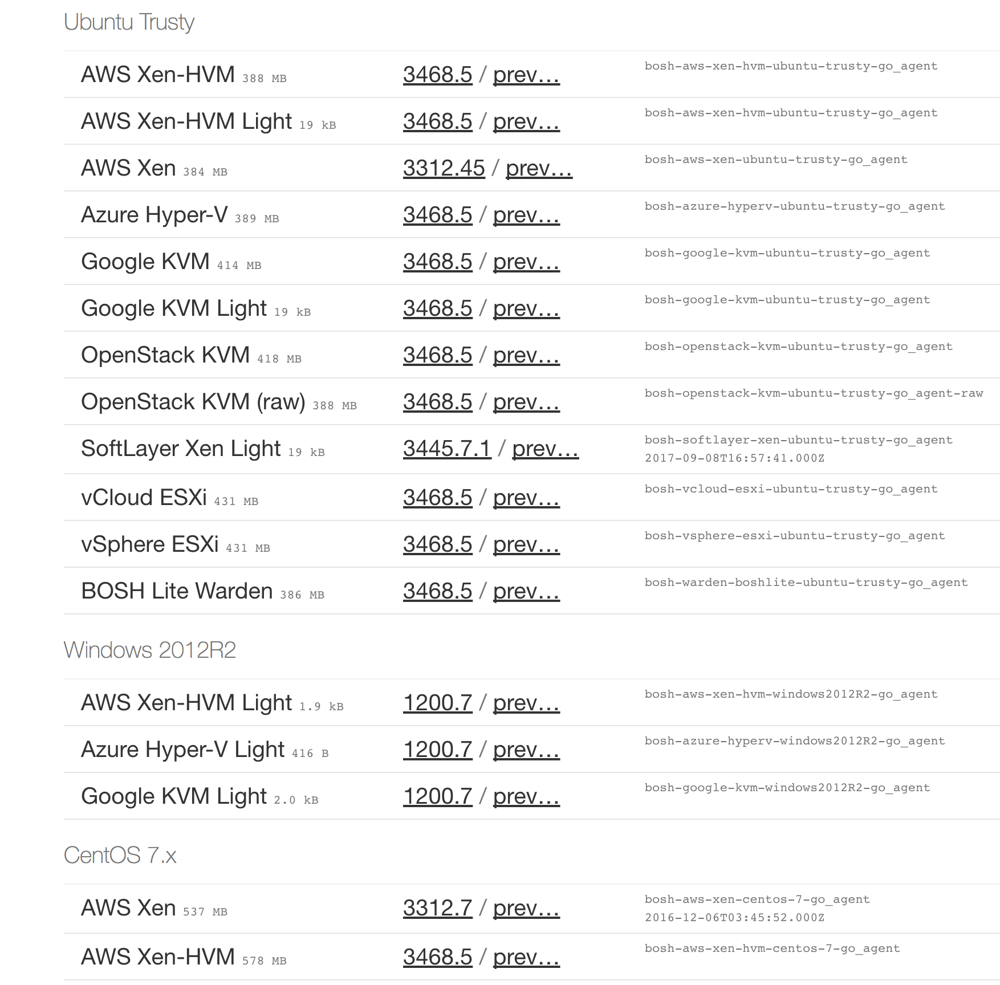 Ubuntu Trusty
AWS Xen-HVM 388 MB 3468.5 / prev... bosh-aws-xen-hvm-ubuntu-trusty-go_agent
AWS Xen-HVM Light 19 kB 3468.5 / prev... bosh-aws-xen-hvm-ubuntu-trusty-go_agent
AWS Xen 384 MB 3312.45 / prev... bosh-aws-xen-ubuntu-trusty-go_agent
Azure Hyper-V 389 MB 3468.5 / prev... bosh-azure-hyperv-ubuntu-trusty-go_agent
Google KVM 414 MB 3468.5 / prev... bosh-google-kvm-ubuntu-trusty-go_agent
Google KVM Light 19 kB 3468.5 / prev... bosh-google-kvm-ubuntu-trusty-go_agent
OpenStack KVM 418 MB 3468.5 / prev... bosh-openstack-kvm-ubuntu-trusty-go_agent
OpenStack KVM (raw) 388 MB 3468.5 / prev... bosh-openstack-kvm-ubuntu-trusty-go_agent-raw
SoftLayer Xen Light 19 kB 3445.7.1 / prev... bosh-softlayer-xen-ubuntu-trusty-go_agent
2017-09-08T16:57:41.000Z
vCloud ESXi 431 MB 3468.5 / prev... bosh-vcloud-esxi-ubuntu-trusty-go_agent
vSphere ESXi 431 MB 3468.5 / prev... bosh-vsphere-esxi-ubuntu-trusty-go_agent
BOSH Lite Warden 386 MB 3468.5 / prev... bosh-warden-boshlite-ubuntu-trusty-go_agent
Windows 2012R2
AWS Xen-HVM Light 1.9 kB 1200.7 / prev... bosh-aws-xen-hvm-windows2012R2-go_agent
Azure Hyper-V Light 416 B 1200.7 / prev... bosh-azure-hyperv-windows2012R2-go_agent
Google KVM Light 2.0 kB 1200.7 / prev... bosh-google-kvm-windows2012R2-go_agent
CentOS 7.x
AWS Xen 537 MB 3312.7 / prev... bosh-aws-xen-centos-7-go_agent
2016-12-06T03:45:52.000Z
AWS Xen-HVM 578 MB 3468.5 / prev... bosh-aws-xen-hvm-centos-7-go_agent